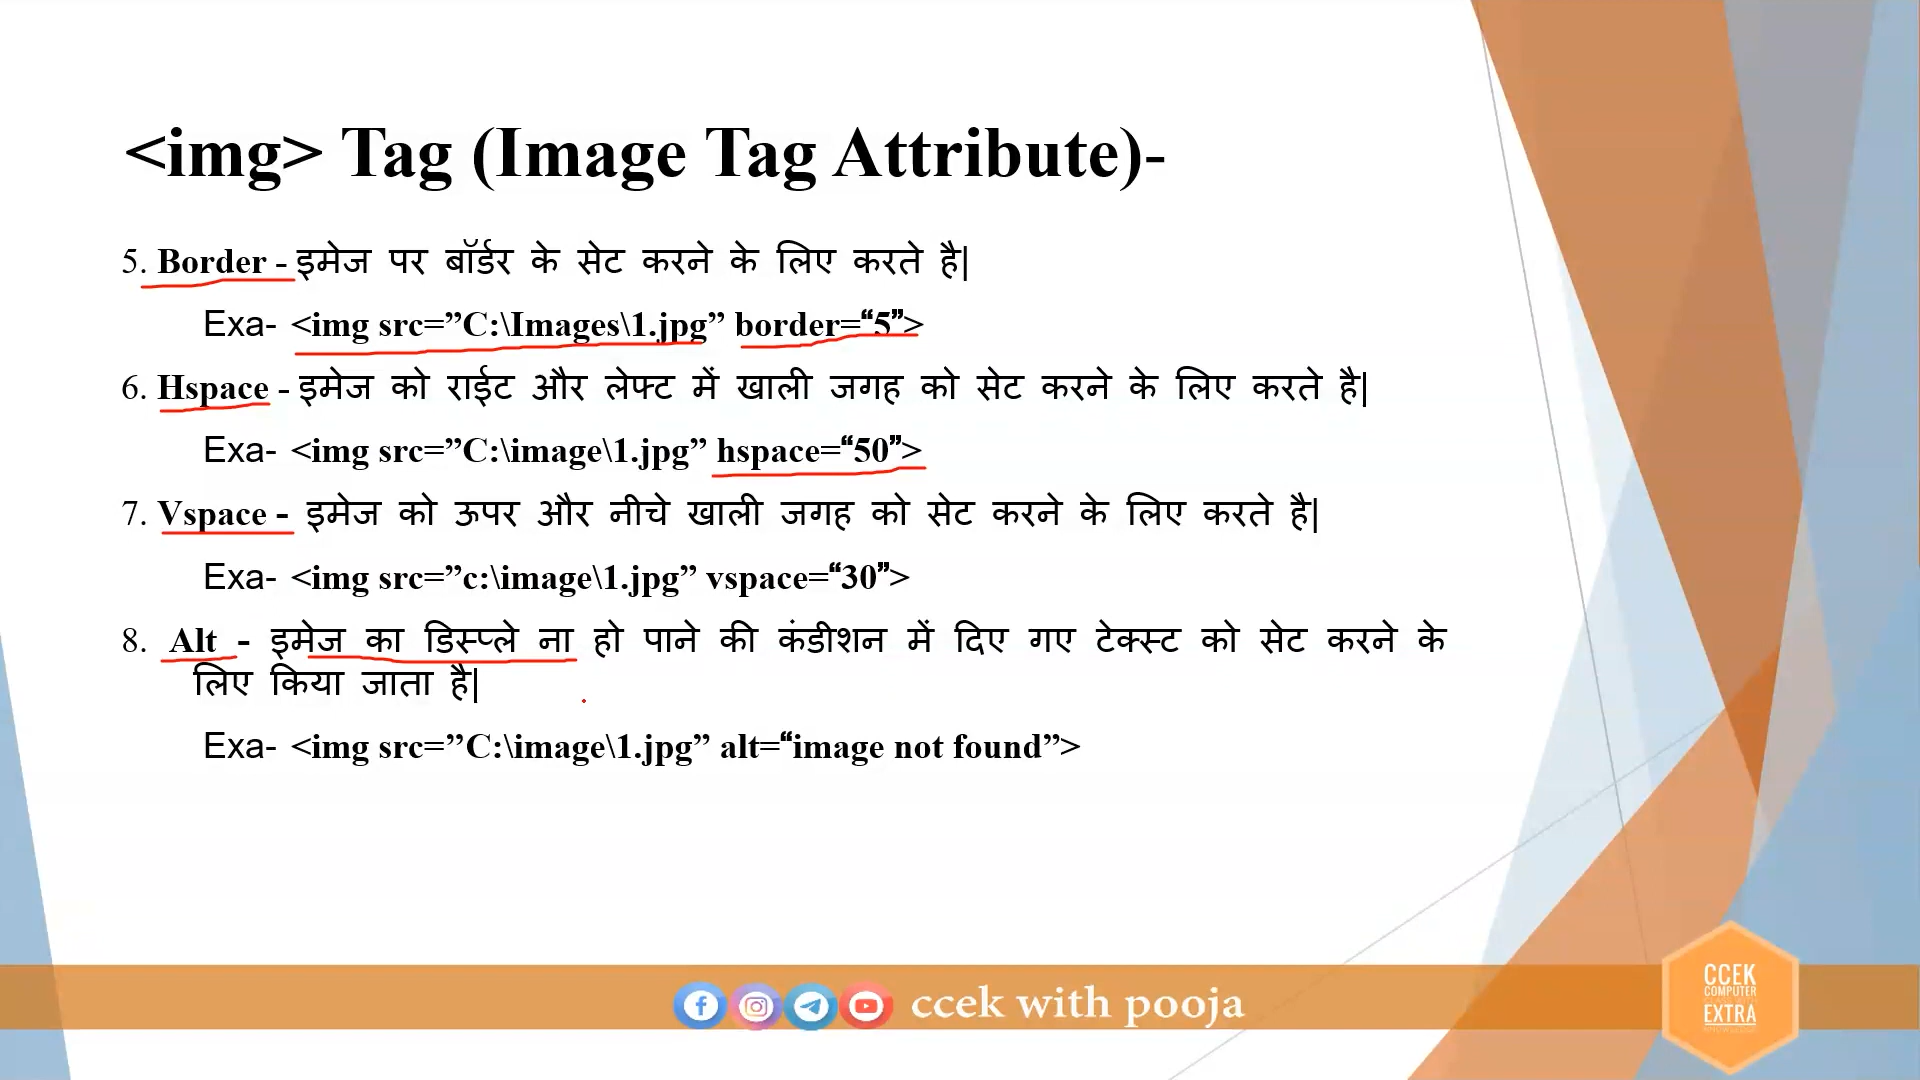 <img> Tag (Image Tag Attribute)-
5. Border - इमेज पर बॉर्डर के सेट करने के लिए करते है|
Exa- <img src=”C:\Images\1.jpg” border=“5”>
6. Hspace - इमेज को राईट और लेफ्ट में खाली जगह को सेट करने के लिए करते है|
Exa- <img src=”C:\image\1.jpg” hspace=“50”>
7. Vspace - इमेज को ऊपर और नीचे खाली जगह को सेट करने के लिए करते है|
Exa- <img src=”c:\image\1.jpg” vspace=“30”>
8. Alt - इमेज का डिस्प्ले ना हो पाने की कंडीशन में दिए गए टेक्स्ट को सेट करने के
लिए किया जाता है|
Exa- <img src=”C:\image\1.jpg” alt=“image not found”>
ccek with pooja
CCEK
COMPUTER
EXTRA